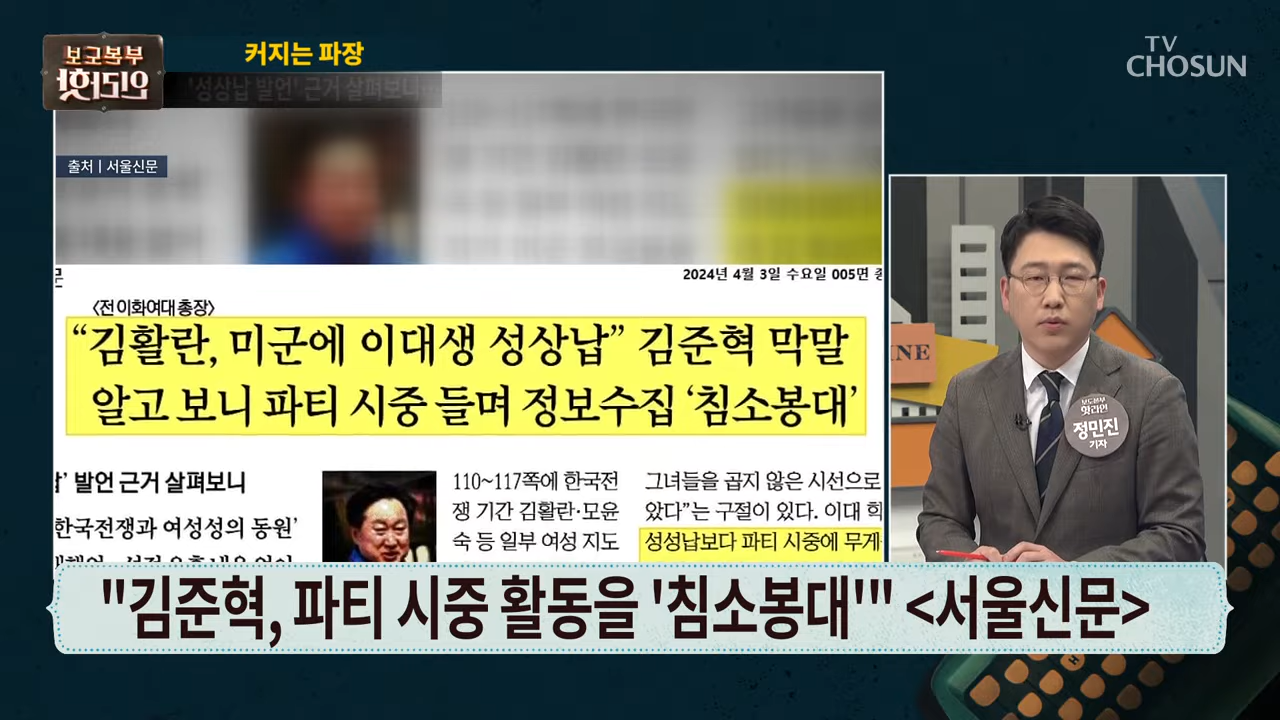 보도본부
핫라인
커지는 파장
'성상납 발언' 근거 살펴보니…
TV
CHOSUN
출처 | 서울신문
2024년 4월 3일 수요일 005면
<전 이화여대 총장>
“김활란, 미군에 이대생 성상납” 김준혁 막말
알고 보니 파티 시중 들며 정보수집 ‘침소봉대’
’ 발언 근거 살펴보니
한국전쟁과 여성성의 동원’
110~117쪽에 한국전
쟁 기간 김활란·모윤
숙 등 일부 여성 지도
그녀들을 곱지 않은 시선으로
았다”는 구절이 있다. 이대 학
성성납보다 파티 시중에 무게
INE
보도본부
핫라인
정민진
기자
"김준혁, 파티 시중 활동을 '침소봉대'" <서울신문>